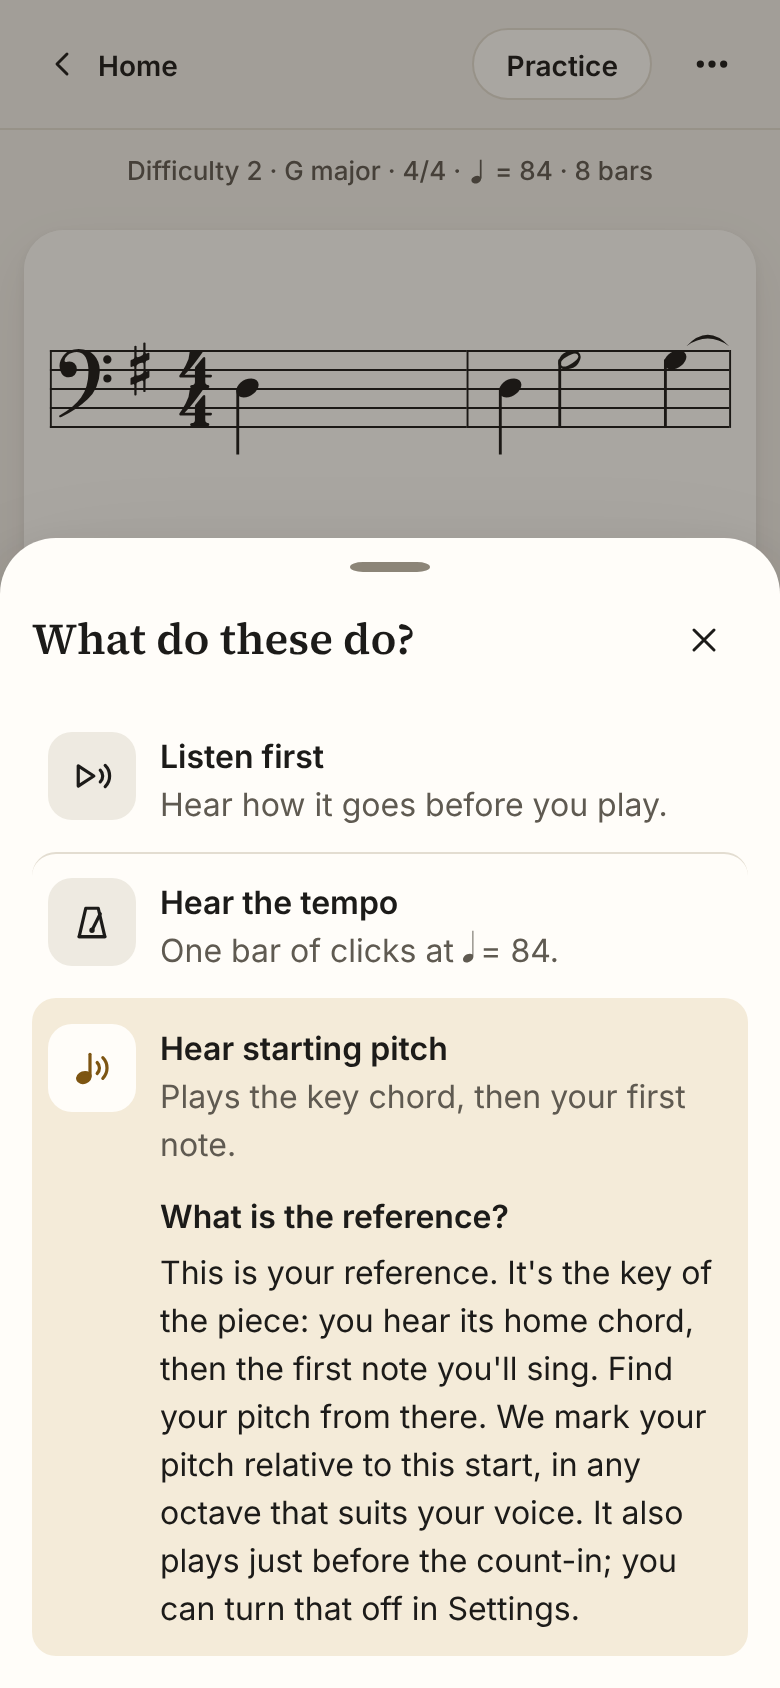 Home
Practice
Difficulty 2 · G major · 4/4 · ♩ = 84 · 8 bars
4
4
What do these do?
Listen first
Hear how it goes before you play.
Hear the tempo
One bar of clicks at ♩ = 84.
Hear starting pitch
Plays the key chord, then your first
note.
What is the reference?
This is your reference. It's the key of
the piece: you hear its home chord,
then the first note you'll sing. Find
your pitch from there. We mark your
pitch relative to this start, in any
octave that suits your voice. It also
plays just before the count-in; you
can turn that off in Settings.